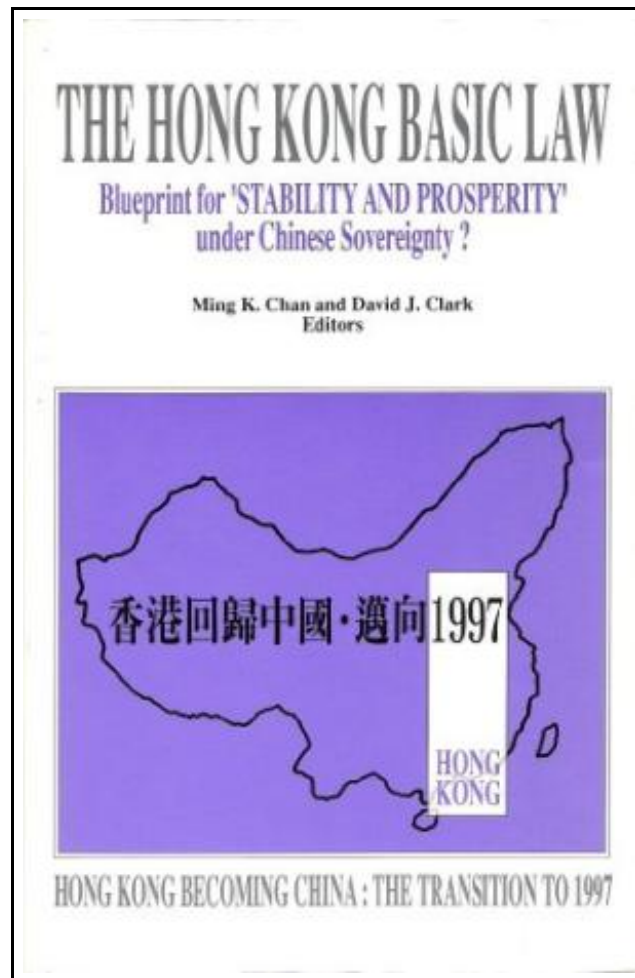 THE HONG KONG BASIC LAW
Blueprint for 'STABILITY AND PROSPERITY'
under Chinese Sovereignty ?
Ming K. Chan and David J. Clark
Editors
香港回歸中國·邁向1997
HONG
KONG
HONG KONG BECOMING CHINA : THE TRANSITION TO 1997